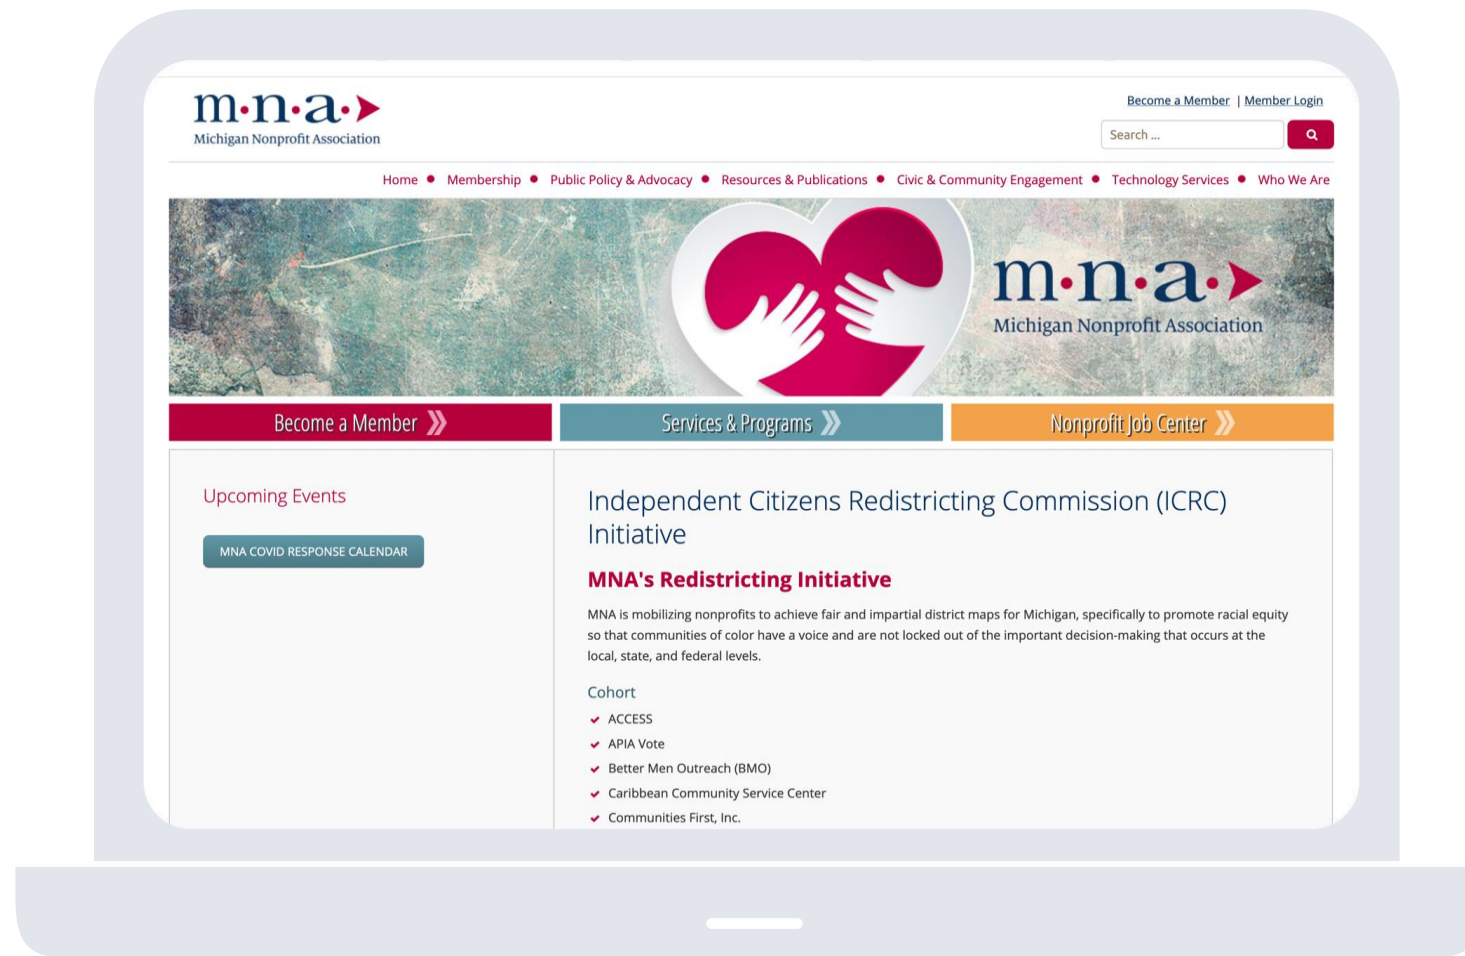 m·n·a·
Michigan Nonprofit Association
Become a Member | Member Login
Search ...
Home • Membership • Public Policy & Advocacy • Resources & Publications • Civic & Community Engagement • Technology Services • Who We Are
m·n·a·
Michigan Nonprofit Association
Become a Member
Services & Programs
Nonprofit Job Center
Upcoming Events
MNA COVID RESPONSE CALENDAR
Independent Citizens Redistricting Commission (ICRC)
Initiative
MNA's Redistricting Initiative
MNA is mobilizing nonprofits to achieve fair and impartial district maps for Michigan, specifically to promote racial equity
so that communities of color have a voice and are not locked out of the important decision-making that occurs at the
local, state, and federal levels.
Cohort
ACCESS
APIA Vote
Better Men Outreach (BMO)
Caribbean Community Service Center
Communities First, Inc.